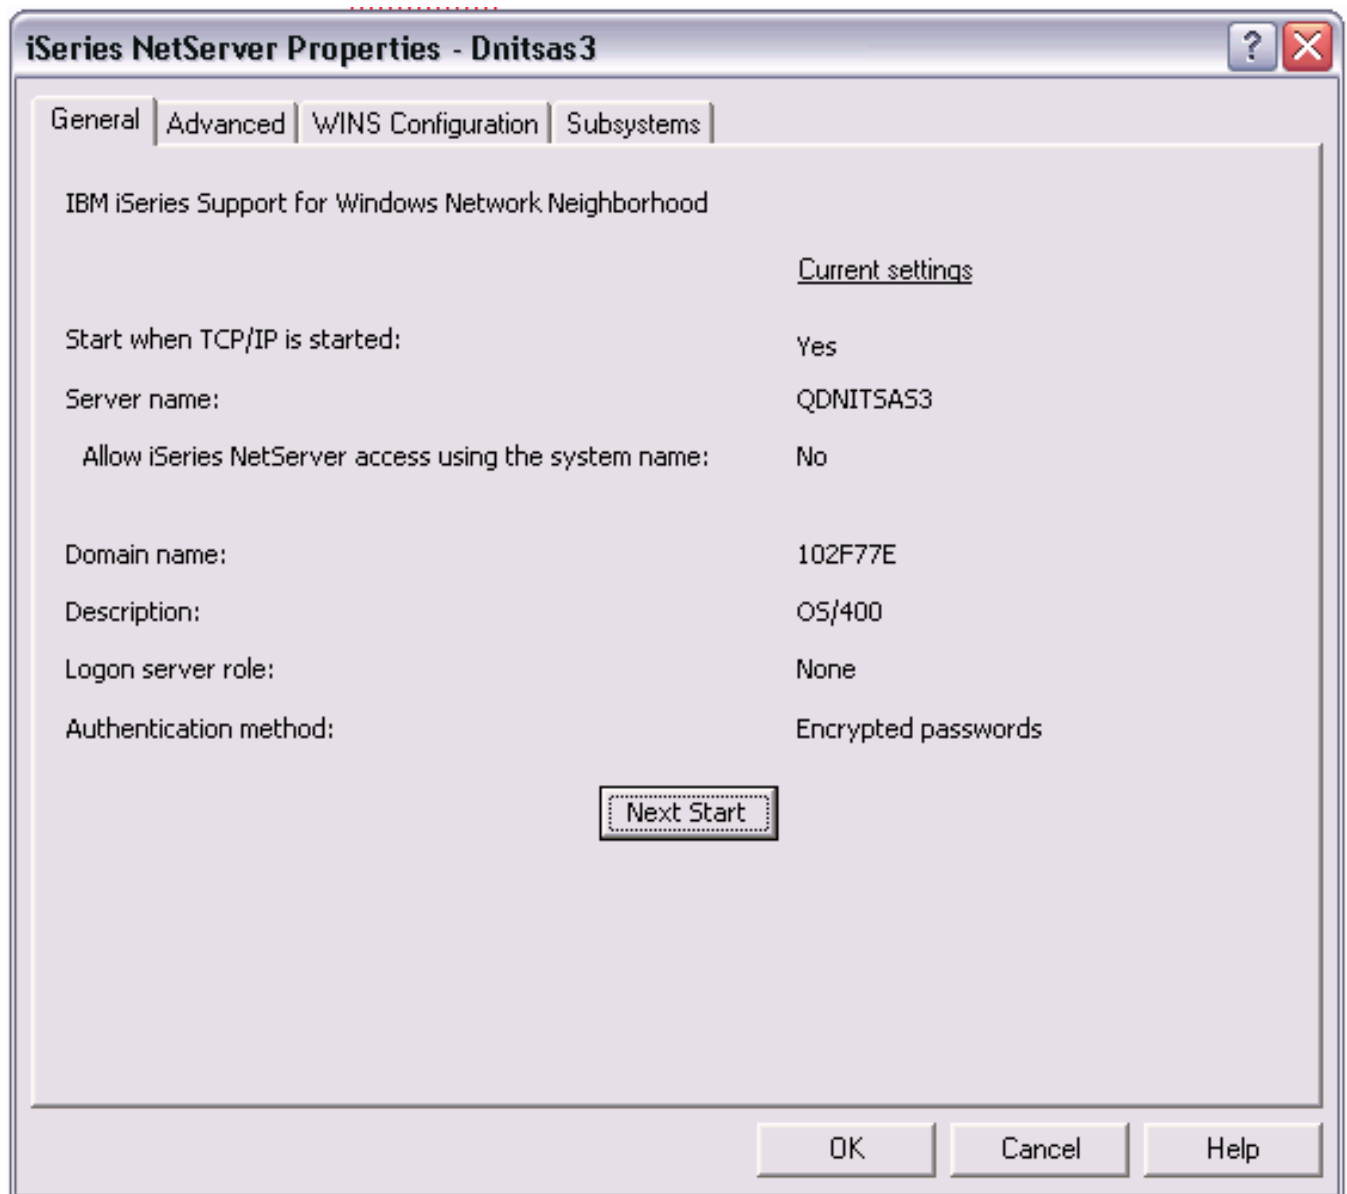 iSeries NetServer Properties - Dnitsas3
General Advanced WINS Configuration Subsystems
IBM iSeries Support for Windows Network Neighborhood
Current settings
Start when TCP/IP is started: Yes
Server name: QDNITSAS3
Allow iSeries NetServer access using the system name: No
Domain name: 102F77E
Description: OS/400
Logon server role: None
Authentication method: Encrypted passwords
Next Start
OK Cancel Help